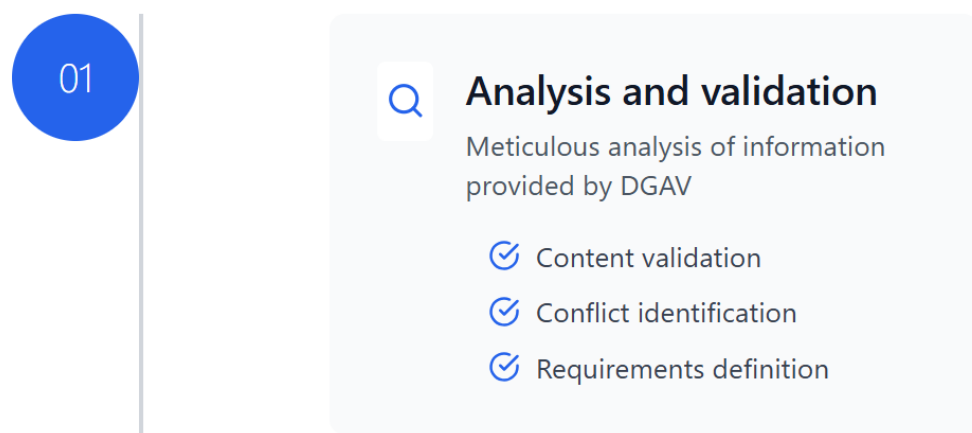 01
Analysis and validation
Meticulous analysis of information
provided by DGAV
Content validation
Conflict identification
Requirements definition